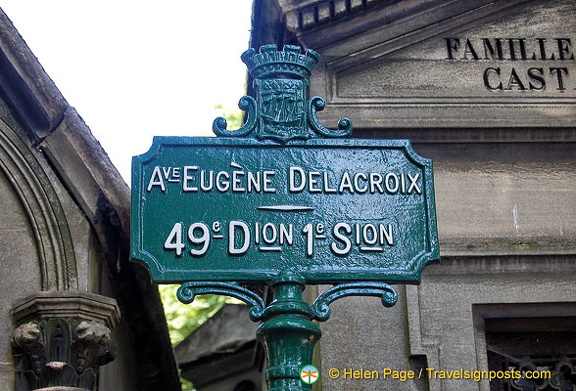 FAMILLE
CAST
AVE EUGÈNE DELACROIX
49e DION 1e SION
© Helen Page / Travelsignposts.com